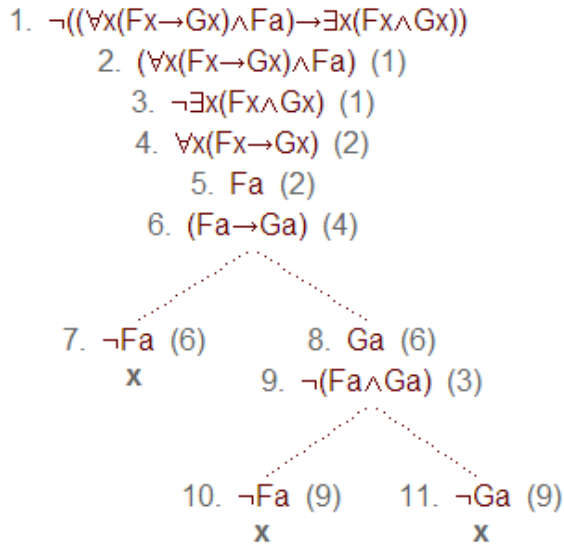 1. ¬((∀x(Fx→Gx)∧Fa)→∃x(Fx∧Gx))
2. (∀x(Fx→Gx)∧Fa) (1)
3. ¬∃x(Fx∧Gx) (1)
4. ∀x(Fx→Gx) (2)
5. Fa (2)
6. (Fa→Ga) (4)
7. ¬Fa (6) 8. Ga (6)
x 9. ¬(Fa∧Ga) (3)
10. ¬Fa (9) 11. ¬Ga (9)
x x